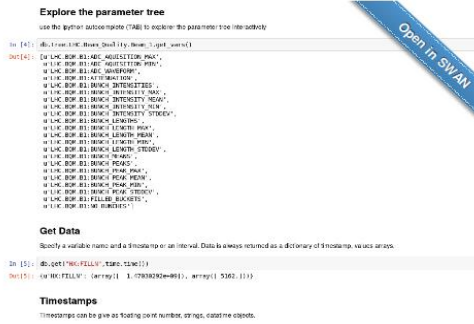 Explore the parameter tree
use the ipython autocomplete (TAB) to explorer the parameter tree interactively
Open in SWAN
In [4]: db.tree.LHC.Beam_Quality.Beam_1.get_vars()
Out[4]: [u'LHC.BQM.B1:ADC_AQUISITION_MAX',
u'LHC.BQM.B1:ADC_AQUISITION_MIN',
u'LHC.BQM.B1:ADC_WAVEFORM',
u'LHC.BQM.B1:ATTENUATION',
u'LHC.BQM.B1:BUNCH_INTENSITIES',
u'LHC.BQM.B1:BUNCH_INTENSITY_MAX',
u'LHC.BQM.B1:BUNCH_INTENSITY_MEAN',
u'LHC.BQM.B1:BUNCH_INTENSITY_MIN',
u'LHC.BQM.B1:BUNCH_INTENSITY_STDDEV',
u'LHC.BQM.B1:BUNCH_LENGTHS',
u'LHC.BQM.B1:BUNCH_LENGTH_MAX',
u'LHC.BQM.B1:BUNCH_LENGTH_MEAN',
u'LHC.BQM.B1:BUNCH_LENGTH_MIN',
u'LHC.BQM.B1:BUNCH_LENGTH_STDDEV',
u'LHC.BQM.B1:BUNCH_MEANS',
u'LHC.BQM.B1:BUNCH_PEAKS',
u'LHC.BQM.B1:BUNCH_PEAK_MAX',
u'LHC.BQM.B1:BUNCH_PEAK_MEAN',
u'LHC.BQM.B1:BUNCH_PEAK_MIN',
u'LHC.BQM.B1:BUNCH_PEAK_STDDEV',
u'LHC.BQM.B1:FILLED_BUCKETS',
u'LHC.BQM.B1:NO_BUNCHES']
Get Data
Specify a variable name and a timestamp or an interval. Data is always returned as a dictionary of timestamp, values arrays.
In [5]: db.get("HX:FILLN",time.time())
Out[5]: {u'HX:FILLN': (array([ 1.47030292e+09]), array([ 5162.]))}
Timestamps
Timestamps can be give as floating point number, strings, datatime objects.